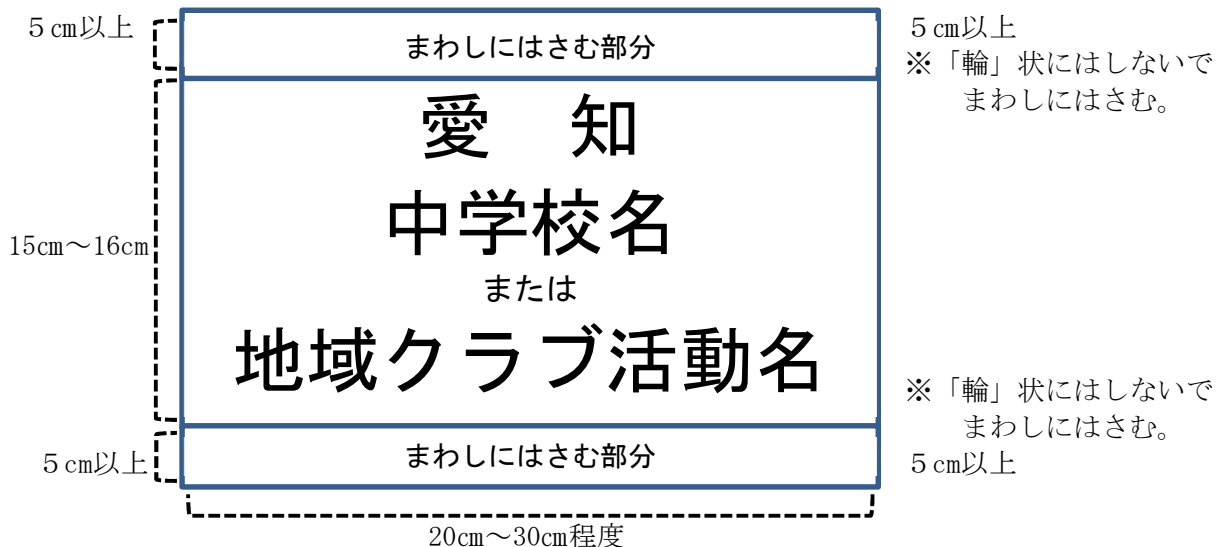 ５cm以上
まわしにはさむ部分
５cm以上
※「輪」状にはしないで
まわしにはさむ。
愛　知
中学校名
または
地域クラブ活動名
15cm～16cm
※「輪」状にはしないで
まわしにはさむ。
５cm以上
まわしにはさむ部分
５cm以上
20cm～30cm程度